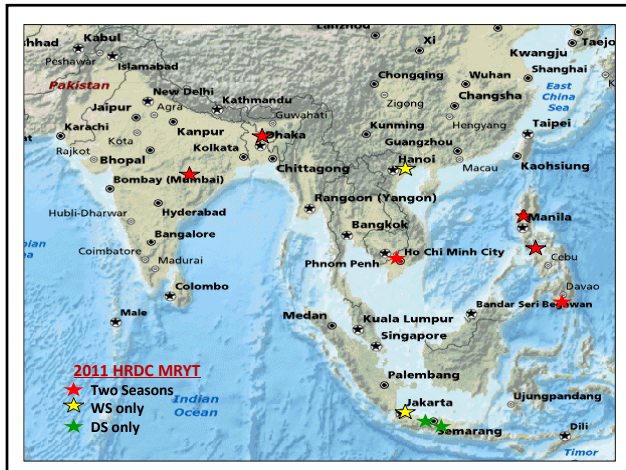 Kabul
Lanzhou
Xi
Kwangju
Taejo
shhad
Peshawar
Islamabad
Shanghai
Pakistan
New Delhi
Chongqing
Wuhan
East
China
Sea
Jaipur
Agra
Kathmandu
Zigong
Changsha
Karachi
Kanpur
Guwahati
Hengyang
Taipei
Kota
Dhaka
Kunming
Guangzhou
Rajkot
Bhopal
Kolkata
Chittagong
Hanoi
Macau
Kaohsiung
Bombay (Mumbai)
Rangoon (Yangon)
Hubli-Dharwar
Hyderabad
Manila
Bangalore
Bangkok
Ho Chi Minh City
Coimbatore
Madurai
Phnom Penh
Cebu
Colombo
Davao
Male
Medan
Kuala Lumpur
Bandar Seri Begawan
Singapore
2011 HRDC MRYT
Palembang
Two Seasons
WS only
Indian
Ocean
Jakarta
Ujungpandang
DS only
Semarang
Dili
Timor